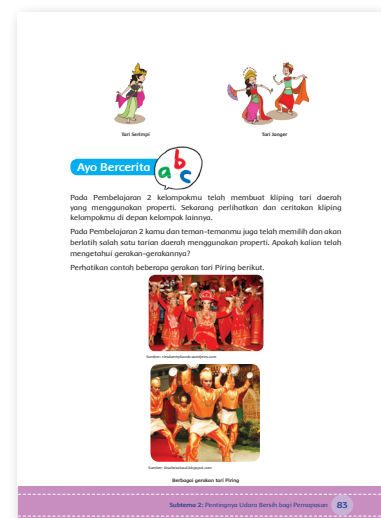 Tari Serimpi
Tari Janger
Ayo Bercerita
a b c
Pada Pembelajaran 2 kelompokmu telah membuat kliping tari daerah
yang menggunakan properti. Sekarang perlihatkan dan ceritakan kliping
kelompokmu di depan kelompok lainnya.
Pada Pembelajaran 2 kamu dan teman-temanmu juga telah memilih dan akan
berlatih salah satu tarian daerah menggunakan properti. Apakah kalian telah
mengetahui gerakan-gerakannya?
Perhatikan contoh beberapa gerakan tari Piring berikut.
Sumber:
Sumber:
Berbagai gerakan tari Piring
Subtema 2: Pentingnya Udara Bersih bagi Pernapasan
83